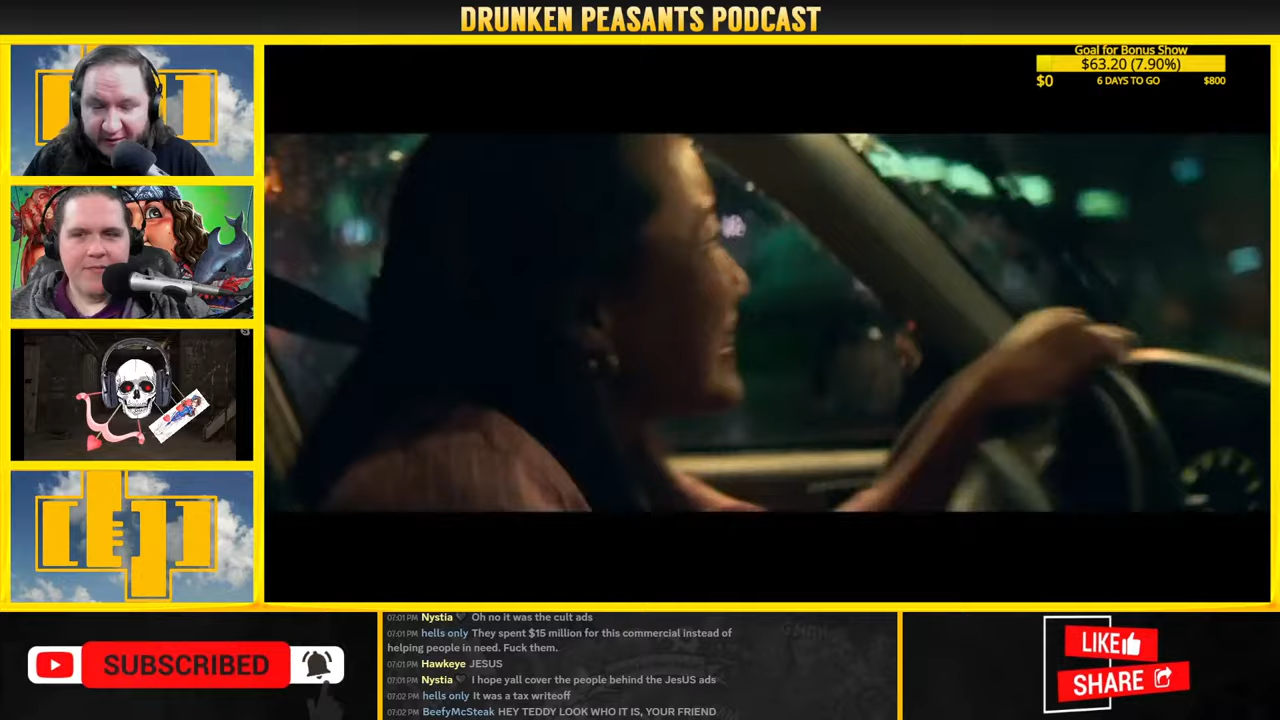 DRUNKEN PEASANTS PODCAST
Goal for Bonus Show
$63.20 (7.90%)
$0 6 DAYS TO GO $800
07:01 PM Nystia Oh no it was the cult ads
07:01 PM hells only They spent $15 million for this commercial instead of
helping people in need. Fuck them.
07:01 PM Hawkeye JESUS
07:01 PM Nystia I hope yall cover the people behind the JesUS ads
07:02 PM hells only It was a tax writeoff
07:02 PM BeefyMcSteak HEY TEDDY LOOK WHO IT IS, YOUR FRIEND
SUBSCRIBED
LIKE
SHARE